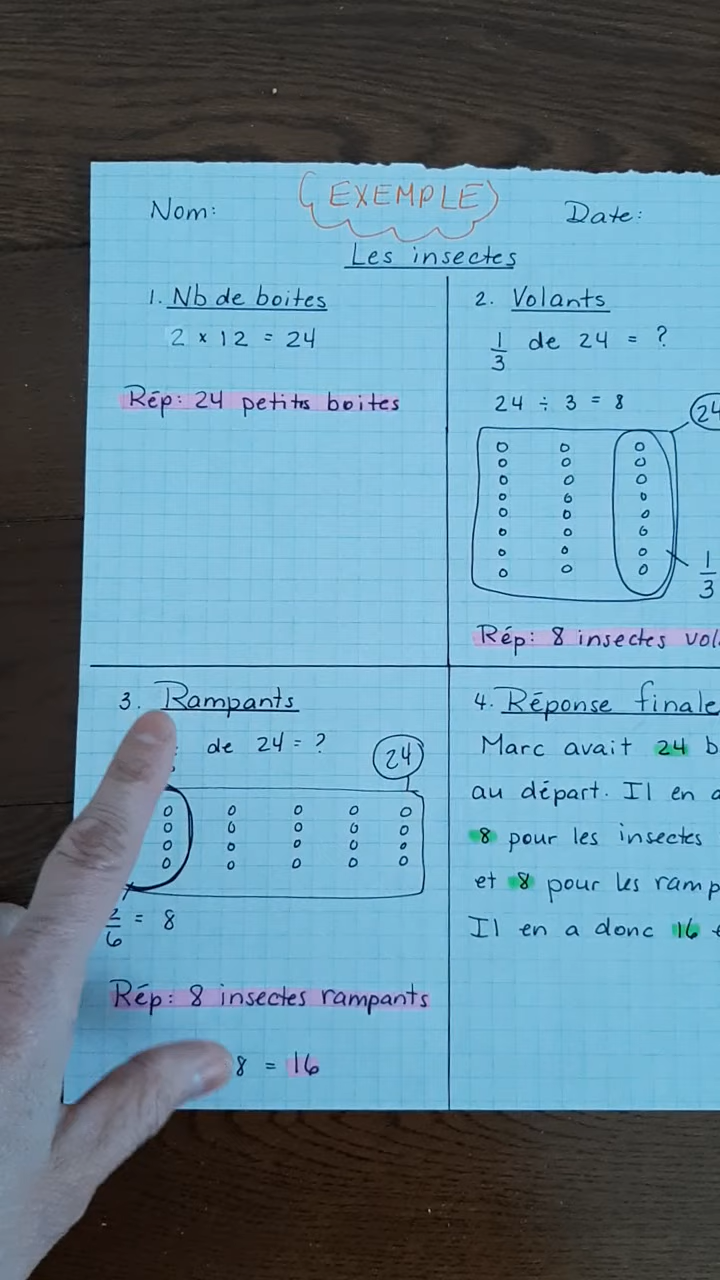 (EXEMPLE)
Nom:
Date:
Les insectes
1. Nb de boites
2 × 12 = 24
Rép: 24 petits boites
2. Volants
1/3 de 24 = ?
24 ÷ 3 = 8
24
1/3
Rép: 8 insectes
3. Rampants
de 24 = ?
24
2/6 = 8
Rép: 8 insectes rampants
8 = 16
4. Réponse finale
Marc avait 24
au départ. Il en
8 pour les insectes
et 8 pour les
Il en a donc 16